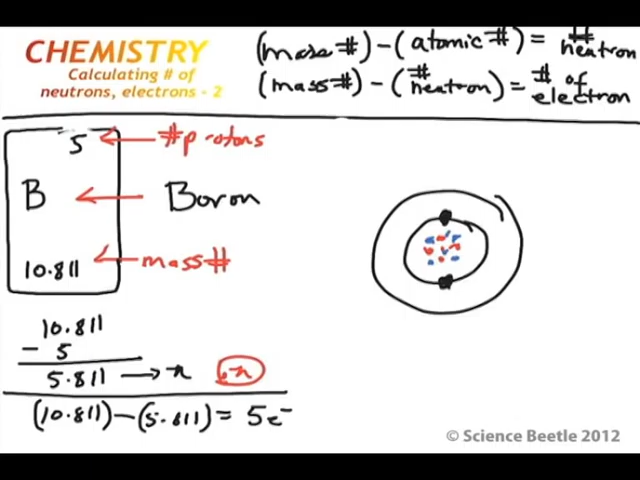 CHEMISTRY
Calculating # of
neutrons, electrons - 2
(mass #) - (atomic #) = # neutron
(mass #) - (# neutron) = # of electron
5 ← #protons
B ← Boron
10.811 ← mass#
10.811
- 5
5.811 → n 6n
(10.811) - (5.811) = 5e⁻
© Science Beetle 2012